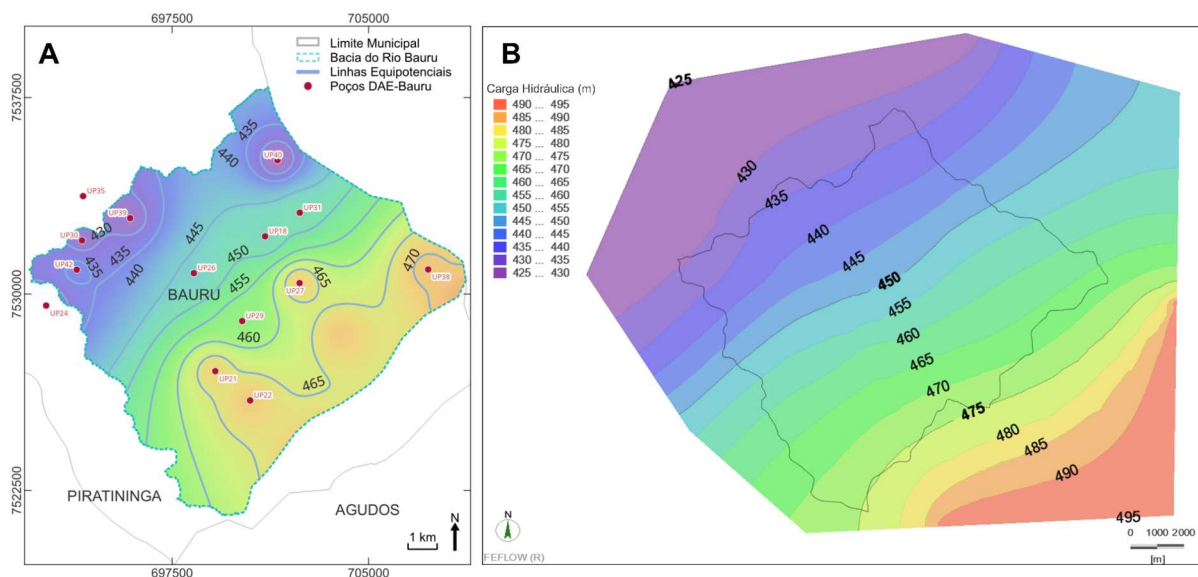 697500
705000
A
Limite Municipal
Bacia do Rio Bauru
Linhas Equipotenciais
Poços DAE-Bauru
7537500
7530000
7522500
435
440
UP40
UP35
UP39
UP30
430
435
UP42
435
440
445
UP31
UP18
450
UP26
BAURU
455
UP24
UP27
465
470
UP38
UP29
460
UP21
UP22
465
PIRATININGA
AGUDOS
1 km
N
697500
705000
B
Carga Hidráulica (m)
490 ... 495
485 ... 490
480 ... 485
475 ... 480
470 ... 475
465 ... 470
460 ... 465
455 ... 460
450 ... 455
445 ... 450
440 ... 445
435 ... 440
430 ... 435
425 ... 430
425
430
435
440
445
450
455
460
465
470
475
480
485
490
495
N
FEFLOW (R)
0 1000 2000
[m]